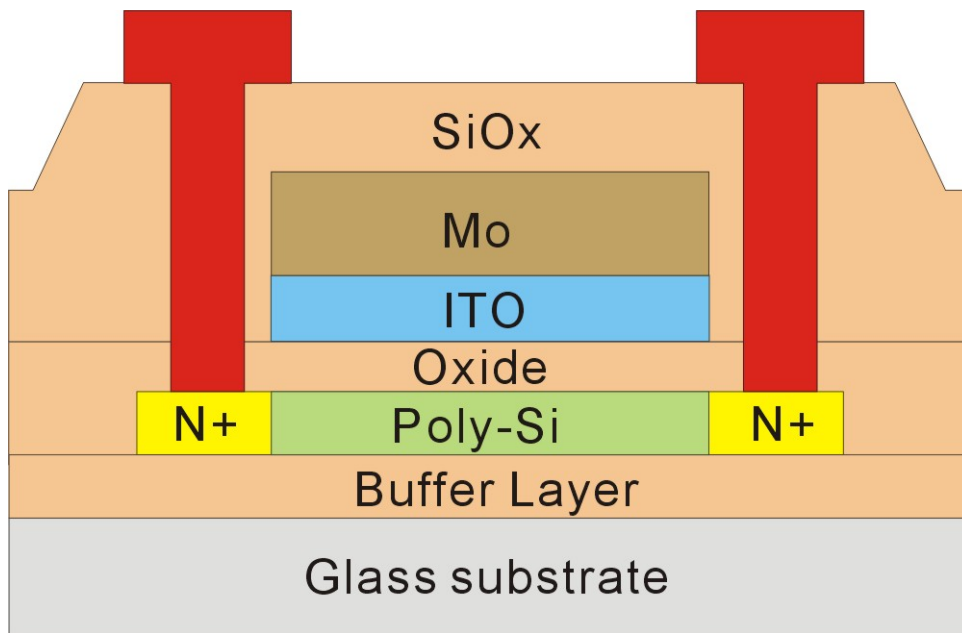 SiOx
Mo
ITO
Oxide
N+ Poly-Si N+
Buffer Layer
Glass substrate